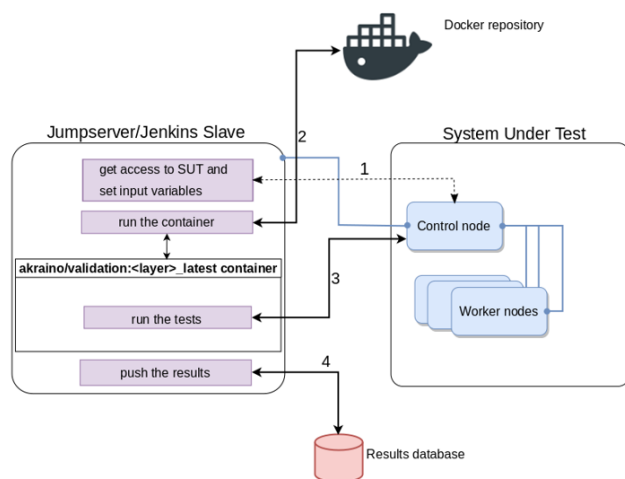 Docker repository
Jumpserver/Jenkins Slave
2
System Under Test
get access to SUT and
set input variables
1
run the container
Control node
akraino/validation:<layer>_latest container
3
run the tests
Worker nodes
push the results
4
Results database